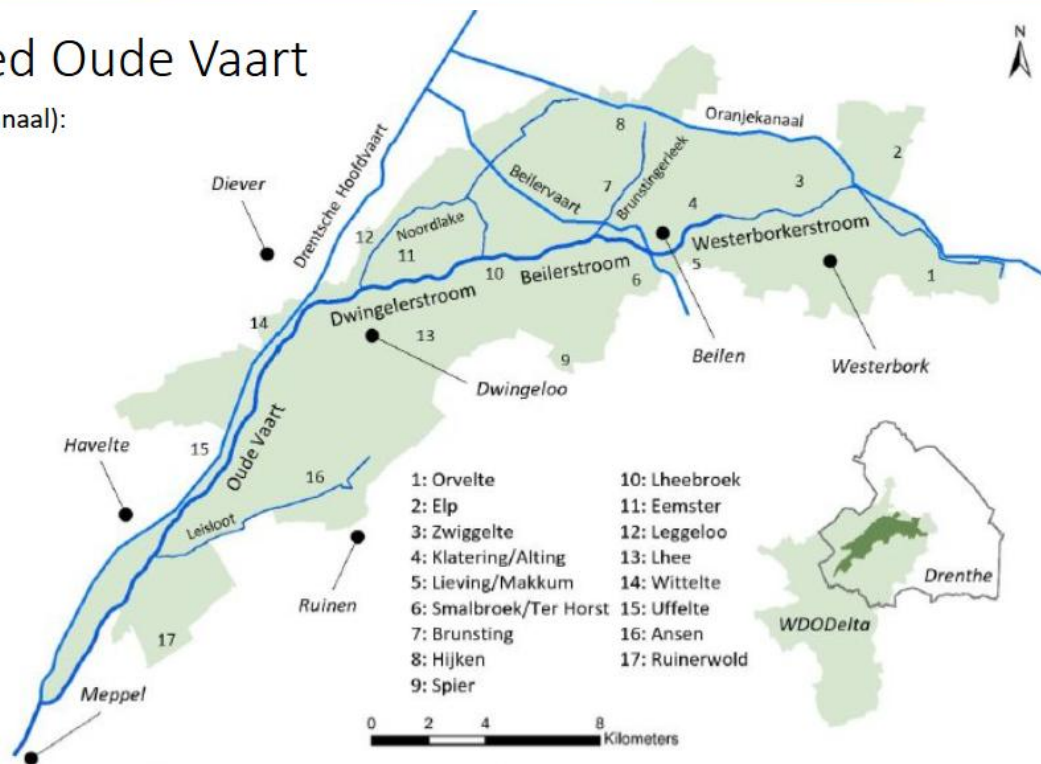 ed Oude Vaart
naal):
N
Oranjekanaal
8
2
Diever
Drentsche Hoofdvaart
Beilervaart
7
Brunstingerleek
3
4
12
Noordlake
11
Westerborkerstroom
10
Beilerstroom
5
6
1
Dwingelerstroom
14
13
9
Beilen
Westerbork
Dwingeloo
Havelte
15
Oude Vaart
16
Leisloot
Ruinen
17
Meppel
1: Orvelte
2: Elp
3: Zwiggelte
4: Klatering/Alting
5: Lieving/Makkum
6: Smalbroek/Ter Horst
7: Brunsting
8: Hijken
9: Spier
10: Lheebroek
11: Eemster
12: Leggeloo
13: Lhee
14: Wittelte
15: Uffelte
16: Ansen
17: Ruinerwold
Drenthe
WDODelta
0 2 4 8
Kilometers